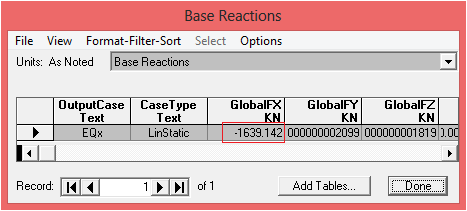 Base Reactions
File View Format-Filter-Sort Select Options
Units: As Noted Base Reactions
OutputCase CaseType GlobalFX GlobalFY GlobalFZ
Text Text KN KN KN
EQx LinStatic -1639.142 000000002099 000000001819 0.00
Record: 1 of 1 Add Tables... Done